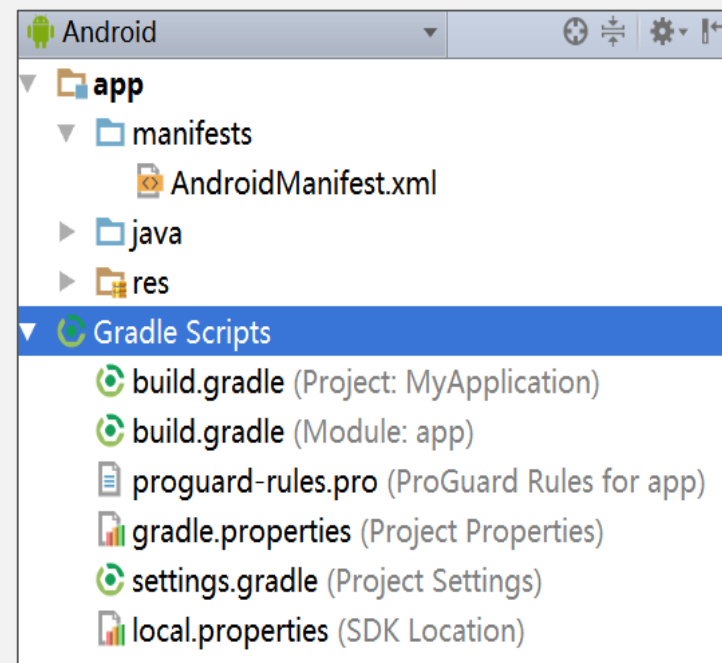 Android
app
manifests
AndroidManifest.xml
java
res
Gradle Scripts
build.gradle (Project: MyApplication)
build.gradle (Module: app)
proguard-rules.pro (ProGuard Rules for app)
gradle.properties (Project Properties)
settings.gradle (Project Settings)
local.properties (SDK Location)